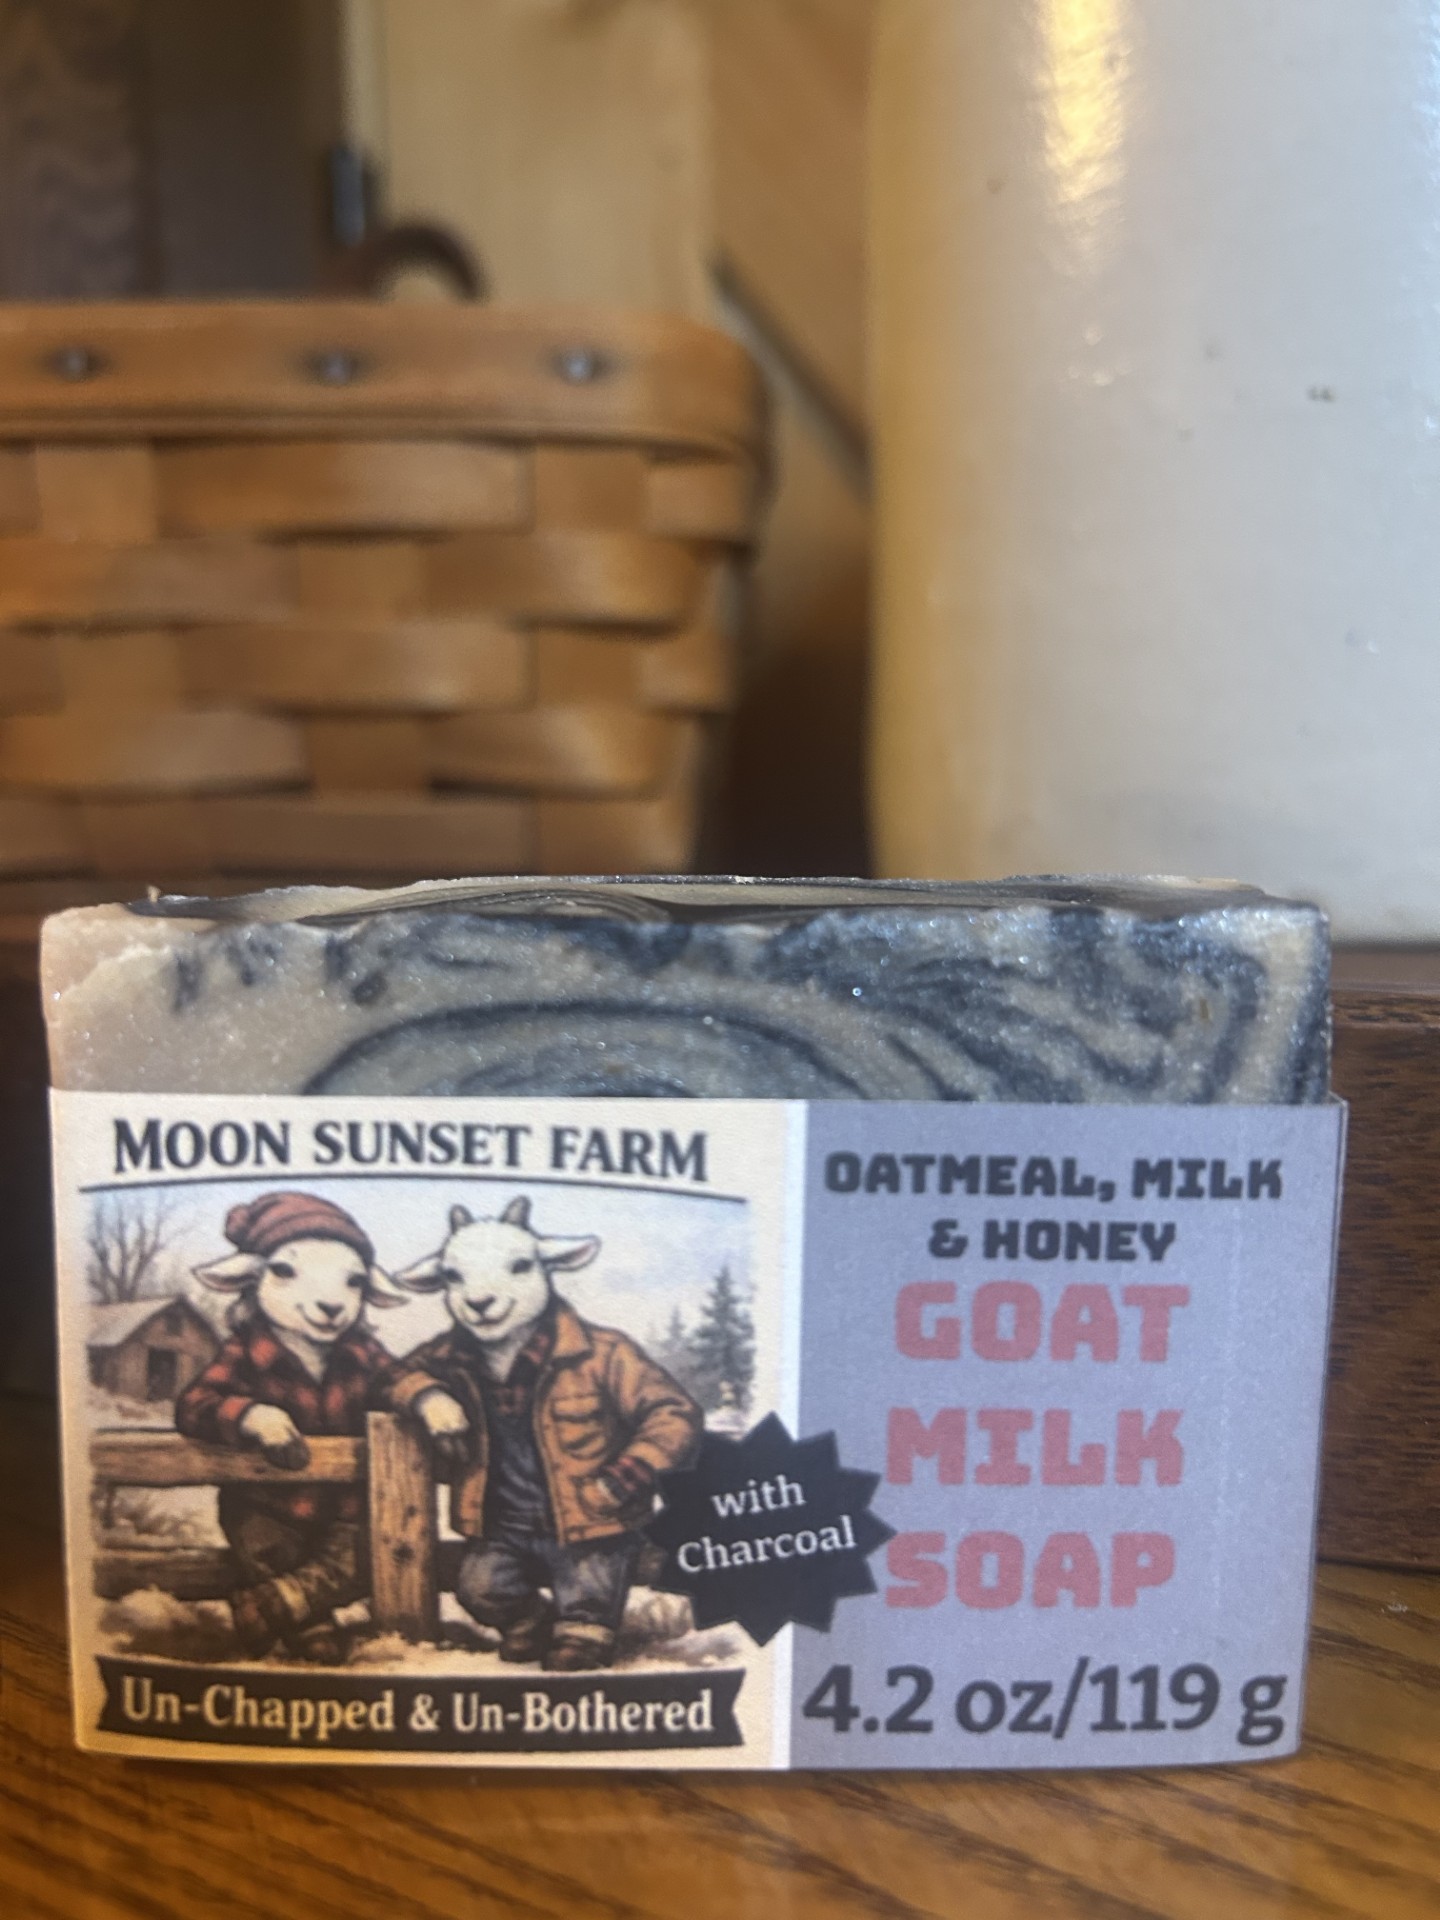 MOON SUNSET FARM
with
Charcoal
Un-Chapped & Un-Bothered
OATMEAL, MILK
& HONEY
GOAT
MILK
SOAP
4.2 oz/119 g